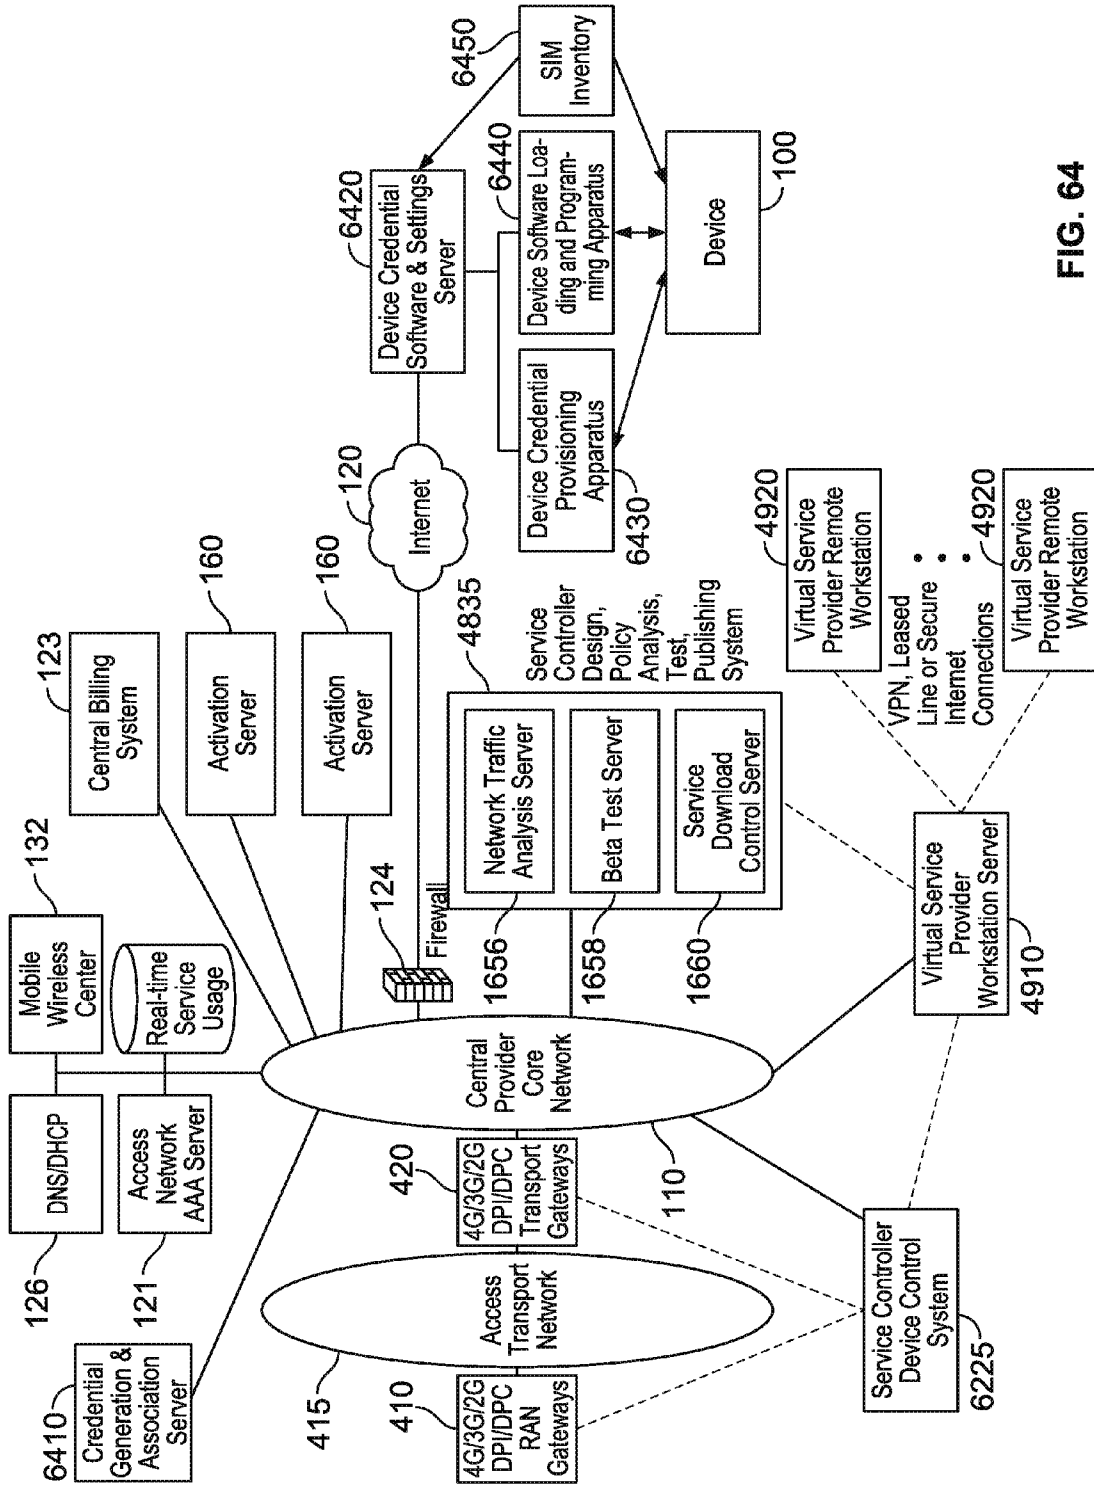 6410
Credential
Generation &
Association
Server
126
DNS/DHCP
Mobile
Wireless
Center
132
121
Access
Network
AAA Server
Real-time
Service
Usage
Central Billing
System
123
Activation
Server
160
Activation
Server
160
124
Firewall
Internet
120
Device Credential
Software & Settings
Server
6420
415
Access
Transport
Network
410
4G/3G/2G
DPI/DPC
RAN
Gateways
420
4G/3G/2G
DPI/DPC
Transport
Gateways
Central
Provider
Core
Network
110
1656
Network Traffic
Analysis Server
1658
Beta Test Server
1660
Service
Download
Control Server
4835
Service
Controller
Design,
Policy
Analysis,
Test,
Publishing
System
Device Credential
Provisioning
Apparatus
6430
Device Software Loa-
ding and Program-
ming Apparatus
6440
SIM
Inventory
6450
Device
100
Service Controller
Device Control
System
6225
Virtual Service
Provider
Workstation Server
4910
Virtual Service
Provider Remote
Workstation
4920
VPN, Leased
Line or Secure
Internet
Connections
Virtual Service
Provider Remote
Workstation
4920
FIG. 64